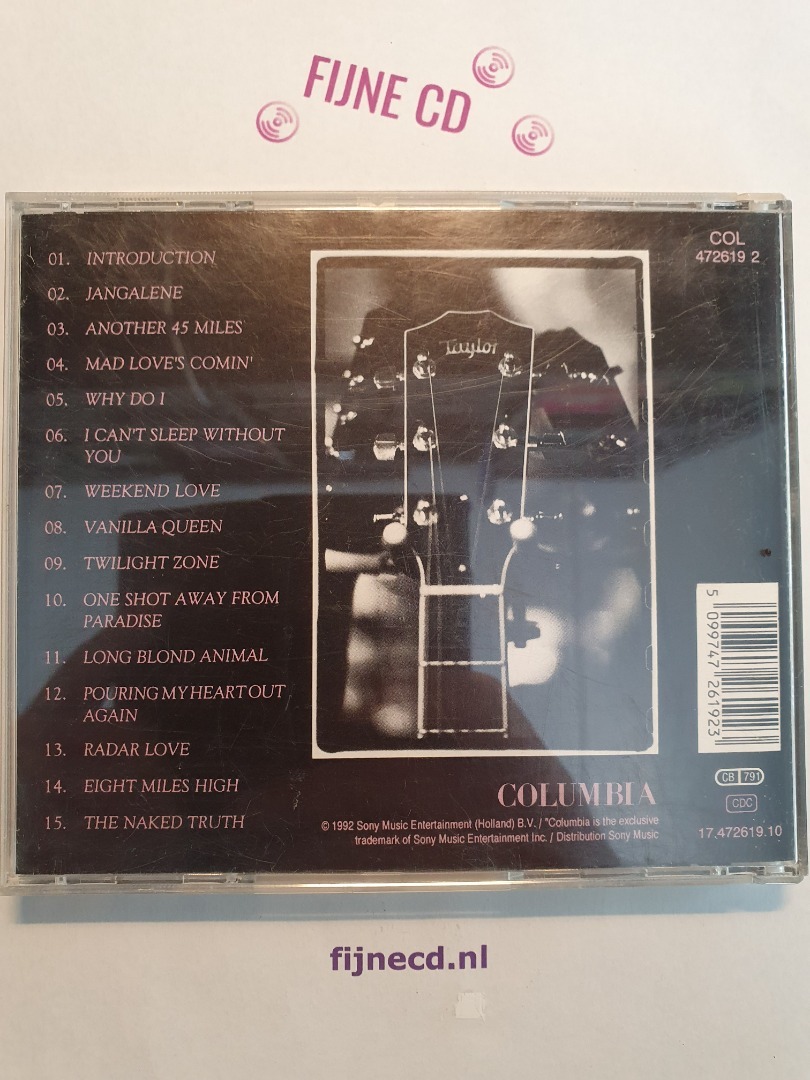 FIJNE CD
01. INTRODUCTION
02. JANGALENE
03. ANOTHER 45 MILES
04. MAD LOVE'S COMIN'
05. WHY DO I
06. I CAN'T SLEEP WITHOUT
YOU
07. WEEKEND LOVE
08. VANILLA QUEEN
09. TWILIGHT ZONE
10. ONE SHOT AWAY FROM
PARADISE
11. LONG BLOND ANIMAL
12. POURING MY HEART OUT
AGAIN
13. RADAR LOVE
14. EIGHT MILES HIGH
15. THE NAKED TRUTH
Taylor
COL
472619 2
5 099747 261923
CB 791
CDC
17.472619.10
COLUMBIA
© 1992 Sony Music Entertainment (Holland) B.V. / "Columbia is the exclusive
trademark of Sony Music Entertainment Inc. / Distribution Sony Music
fijnecd.nl